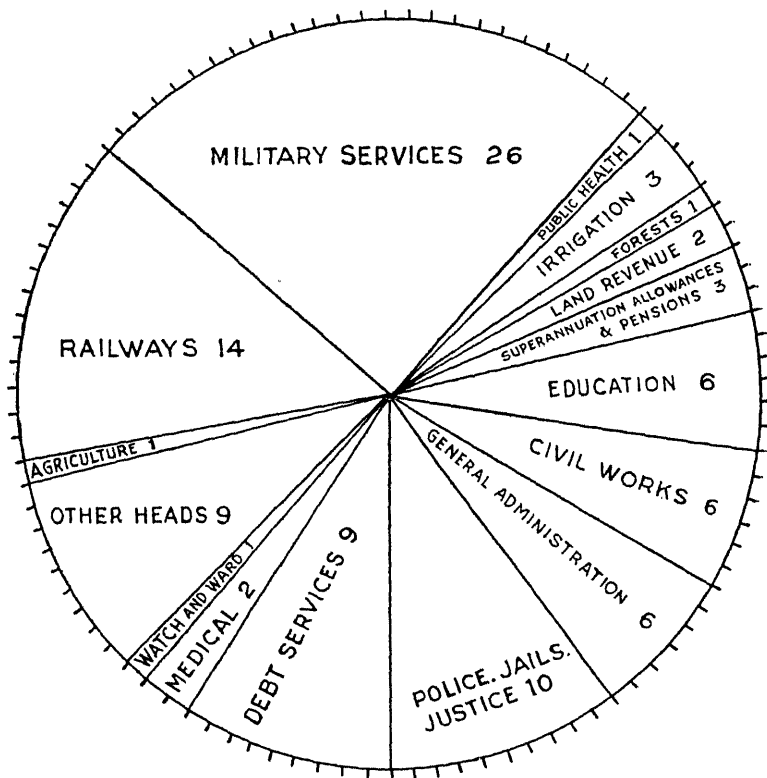 MILITARY SERVICES 26
PUBLIC HEALTH 1
IRRIGATION 3
FORESTS 1
LAND REVENUE 2
SUPERANNUATION ALLOWANCES
& PENSIONS 3
EDUCATION 6
CIVIL WORKS 6
GENERAL ADMINISTRATION 6
POLICE. JAILS.
JUSTICE 10
DEBT SERVICES 9
MEDICAL 2
WATCH AND WARD 1
OTHER HEADS 9
AGRICULTURE 1
RAILWAYS 14